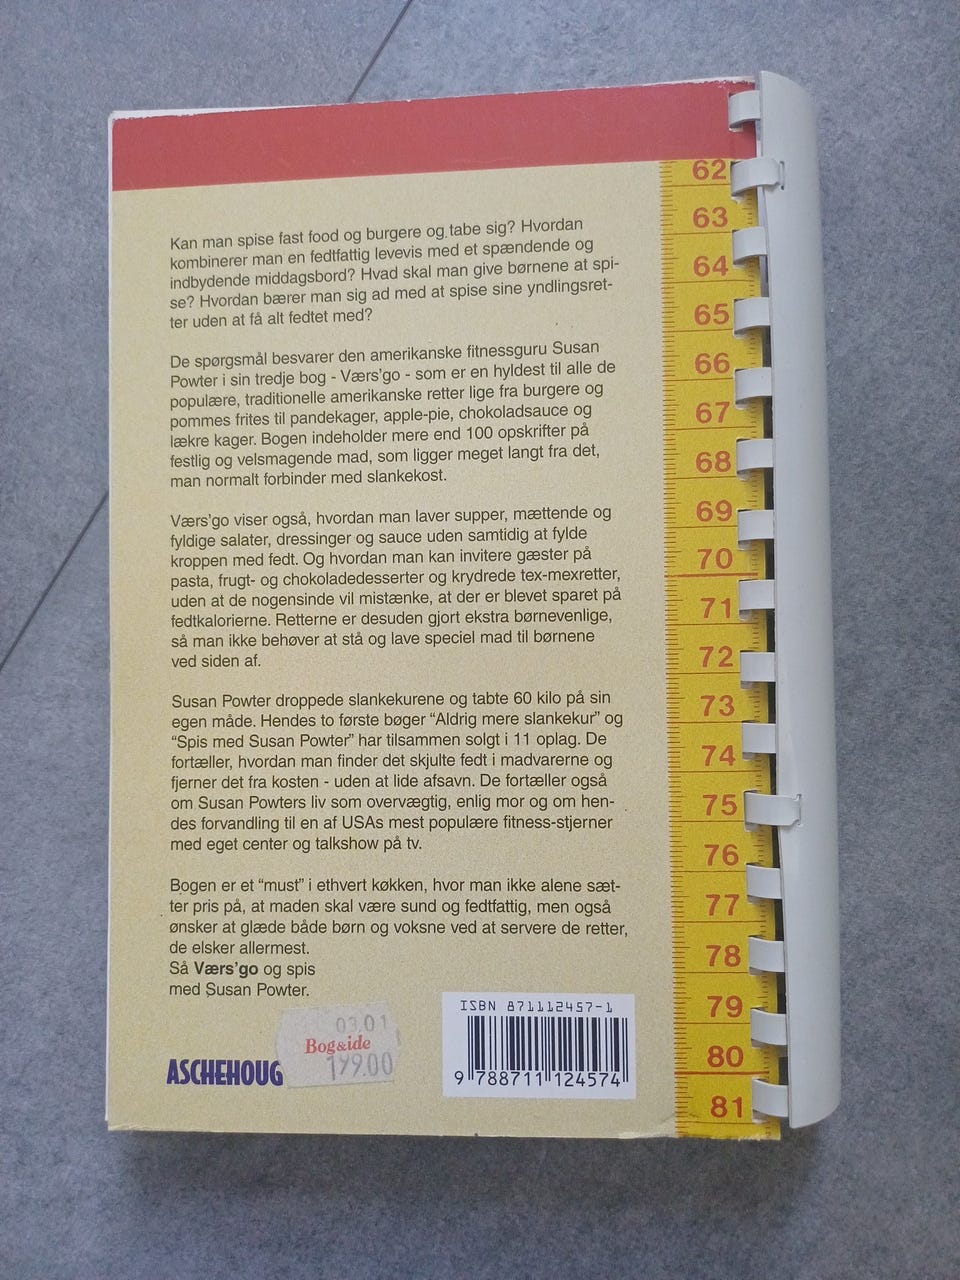 Kan man spise fast food og burgere og tabe sig? Hvordan
kombinerer man en fedtfattig levevis med et spændende og
indbydende middagsbord? Hvad skal man give børnene at spi-
se? Hvordan bærer man sig ad med at spise sine yndlingsret-
ter uden at få alt fedtet med?
De spørgsmål besvarer den amerikanske fitnessguru Susan
Powter i sin tredje bog - Værs'go - som er en hyldest til alle de
populære, traditionelle amerikanske retter lige fra burgere og
pommes frites til pandekager, apple-pie, chokoladsauce og
lækre kager. Bogen indeholder mere end 100 opskrifter på
festlig og velsmagende mad, som ligger meget langt fra det,
man normalt forbinder med slankekost.
Værs'go viser også, hvordan man laver supper, mættende og
fyldige salater, dressinger og sauce uden samtidig at fylde
kroppen med fedt. Og hvordan man kan invitere gæster på
pasta, frugt- og chokoladedesserter og krydrede tex-mexretter,
uden at de nogensinde vil mistænke, at der er blevet sparet på
fedtkalorierne. Retterne er desuden gjort ekstra børnevenlige,
så man ikke behøver at stå og lave speciel mad til børnene
ved siden af.
Susan Powter droppede slankekurene og tabte 60 kilo på sin
egen måde. Hendes to første bøger “Aldrig mere slankekur” og
“Spis med Susan Powter” har tilsammen solgt i 11 oplag. De
fortæller, hvordan man finder det skjulte fedt i madvarerne og
fjerner det fra kosten - uden at lide afsavn. De fortæller også
om Susan Powters liv som overvægtig, enlig mor og om hen-
des forvandling til en af USAs mest populære fitness-stjerner
med eget center og talkshow på tv.
Bogen er et “must” i ethvert køkken, hvor man ikke alene sæt-
ter pris på, at maden skal være sund og fedtfattig, men også
ønsker at glæde både børn og voksne ved at servere de retter,
de elsker allermest.
Så Værs'go og spis
med Susan Powter.
ASCHEHOUG
03.01
Bog&ide
199.00
ISBN 871112457-1
9 788711 124574
62
63
64
65
66
67
68
69
70
71
72
73
74
75
76
77
78
79
80
81